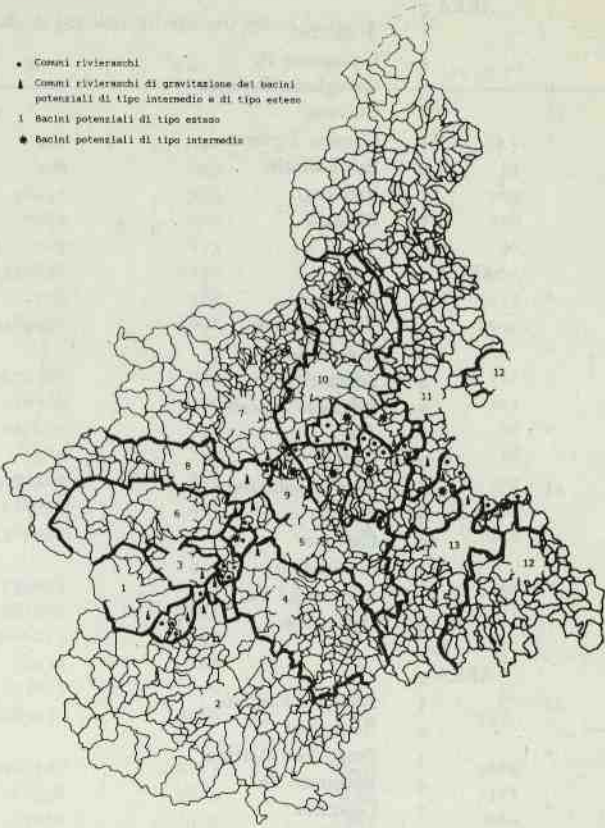 Comuni rivieraschi
Comuni rivieraschi di gravitazione dei bacini
potenziali di tipo intermedio e di tipo esteso
1 Bacini potenziali di tipo esteso
Bacini potenziali di tipo intermedio
12
10
11
7
8
9
6
5
13
3
12
1
4
2